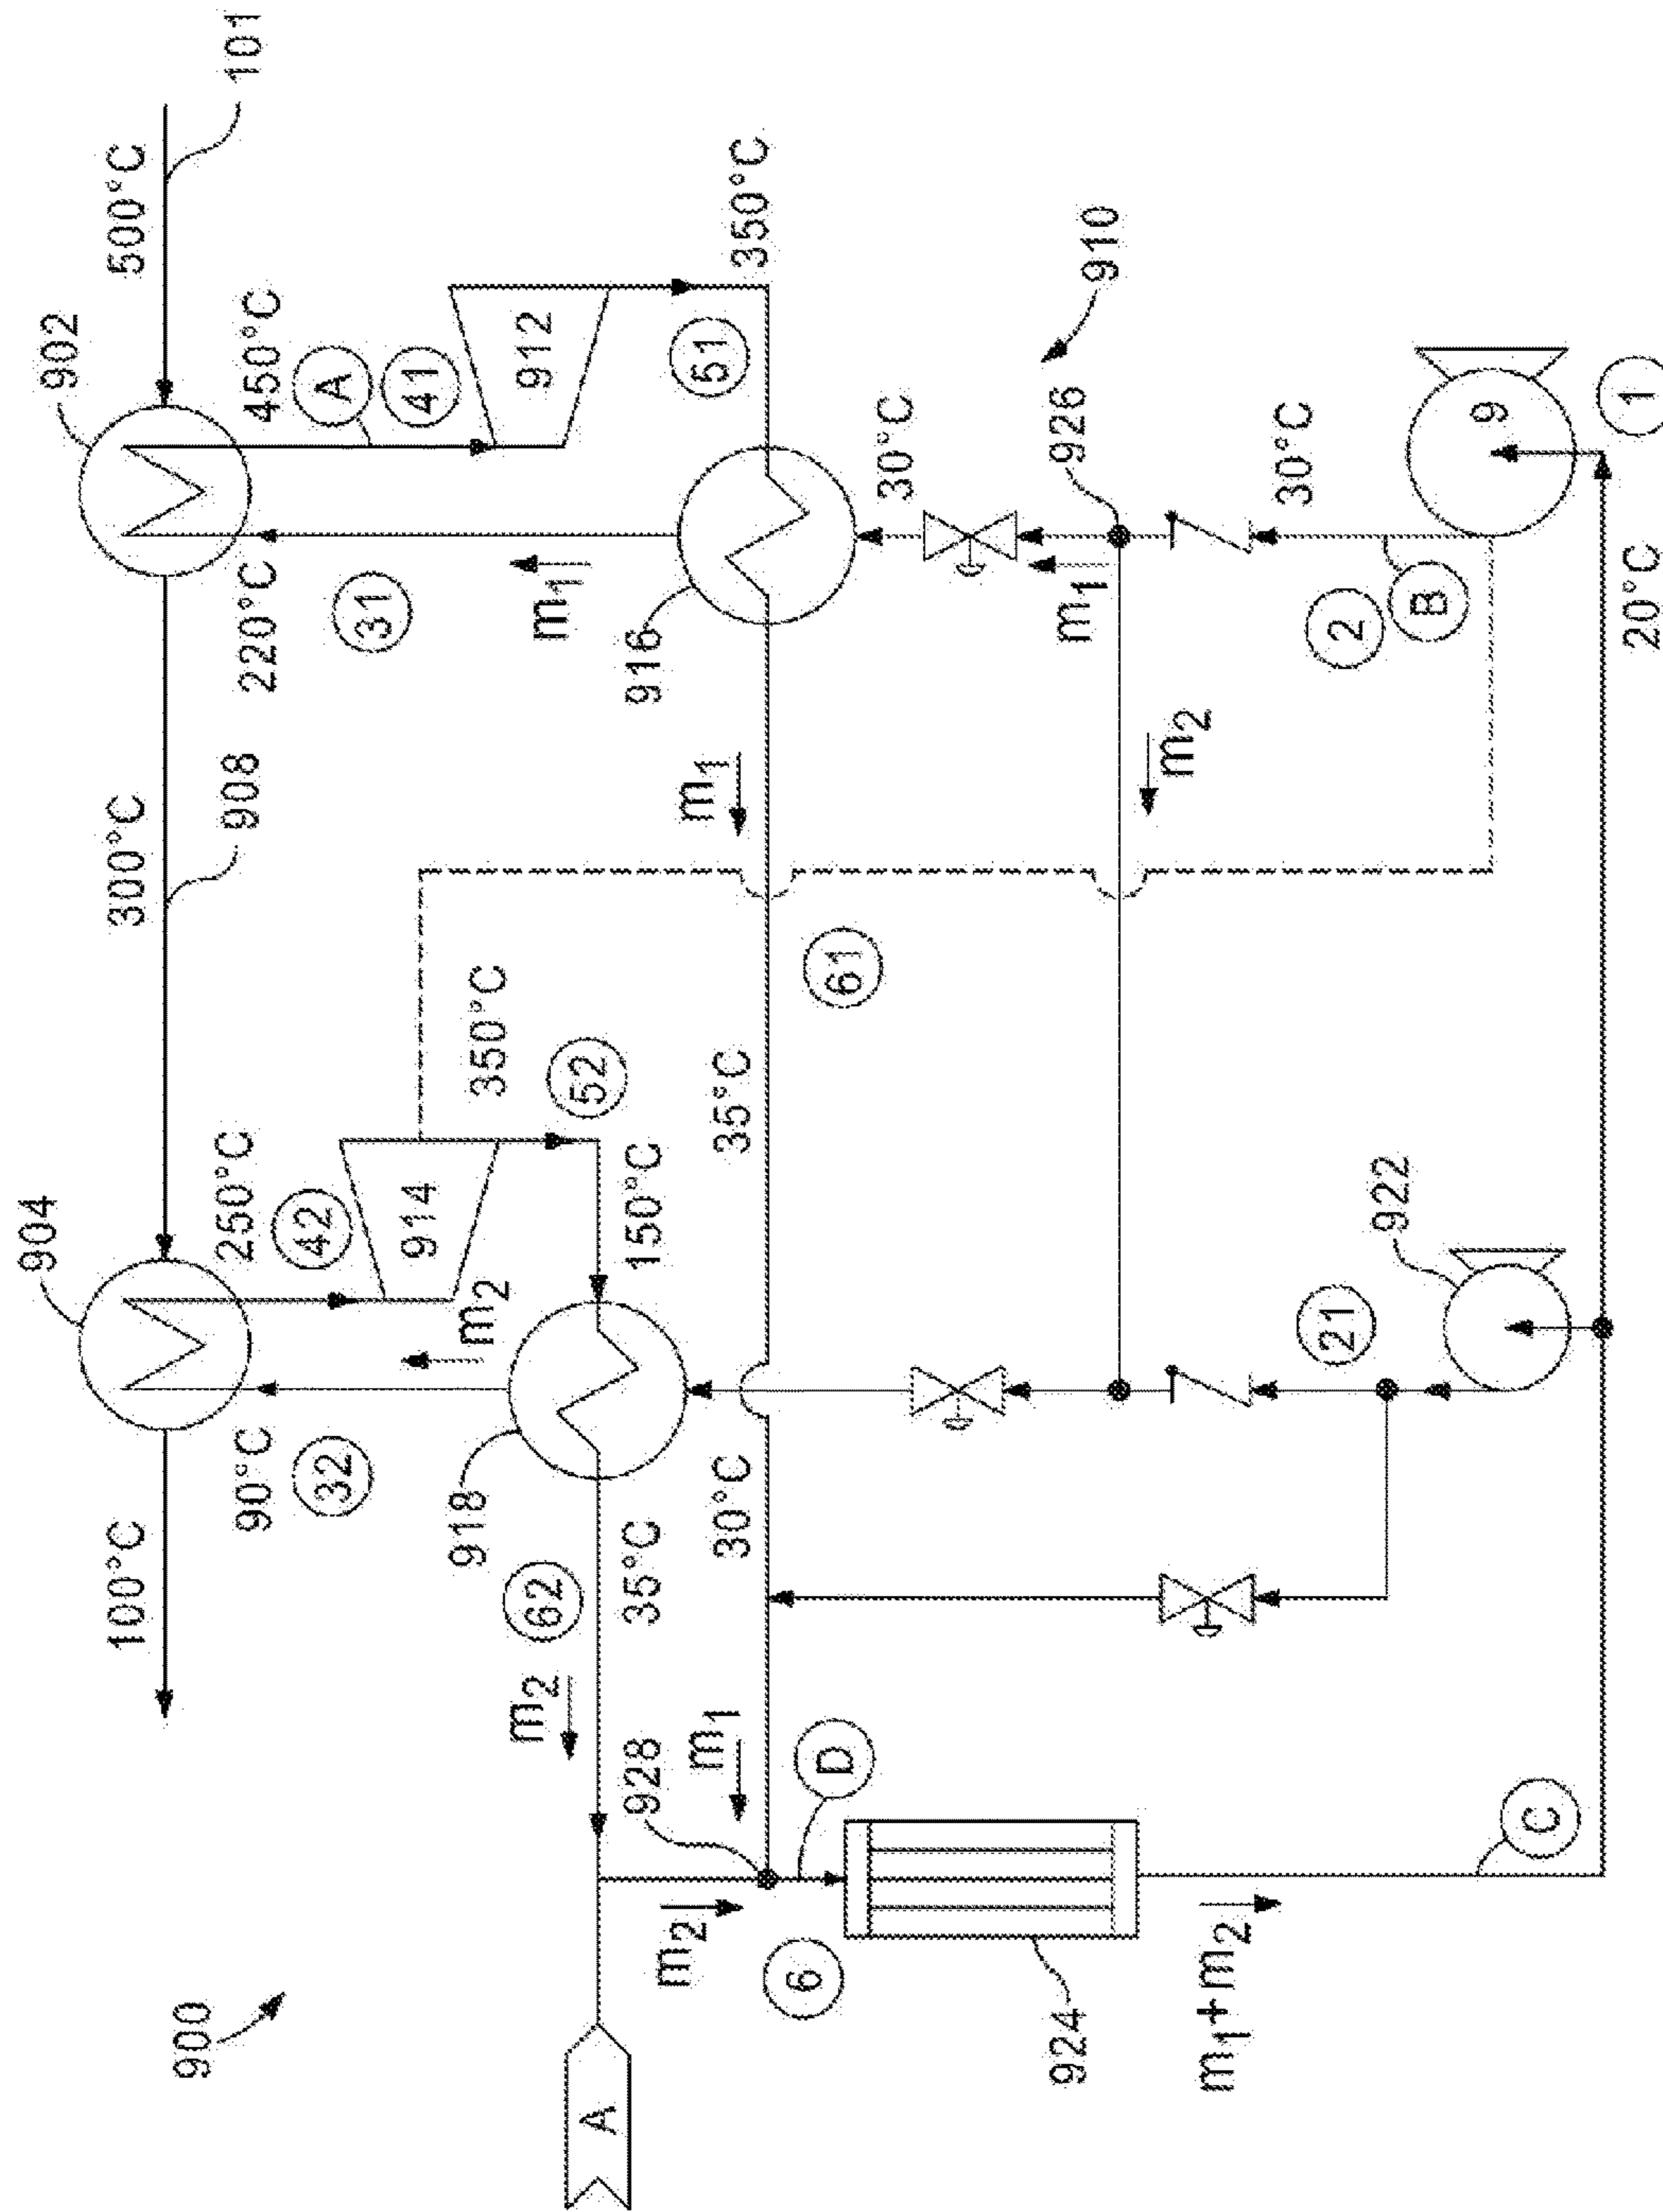 900
A
100°C
904
300°C
908
902
500°C
101
90°C
32
250°C
42
914
m₂
350°C
52
150°C
220°C
31
450°C
A
41
912
51
350°C
m₂
62
35°C
918
m₁
916
m₁
910
928
m₁
30°C
35°C
61
30°C
926
m₁
m₂
6
D
924
m₁+m₂
C
21
922
m₂
2
B
30°C
9
1
20°C